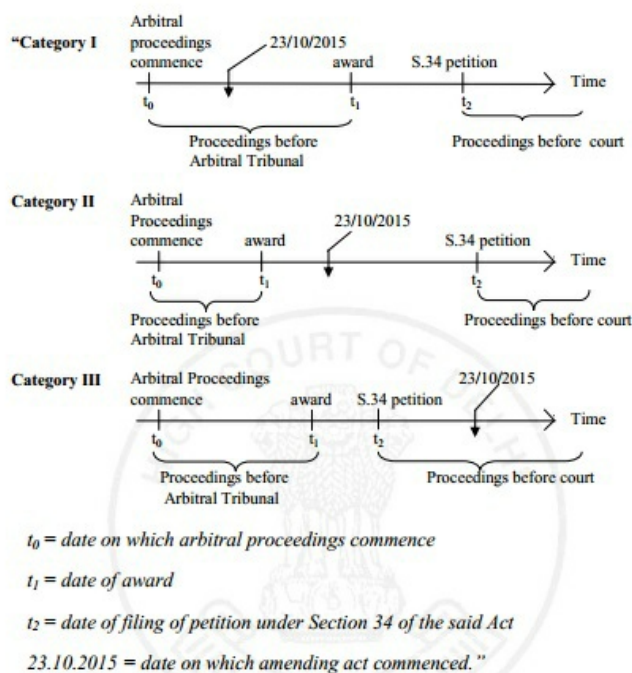 Arbitral
“Category I
proceedings
23/10/2015
commence
award
S.34 petition
Time
t0
t1
t2
Proceedings before
Arbitral Tribunal
Proceedings before court
Category II
Arbitral
Proceedings
23/10/2015
commence
award
S.34 petition
Time
t0
t1
t2
Proceedings before
Arbitral Tribunal
Proceedings before court
HIGH COURT OF DELHI
Category III
Arbitral Proceedings
23/10/2015
commence
award
S.34 petition
Time
t0
t1
t2
Proceedings before
Arbitral Tribunal
Proceedings before court
t0 = date on which arbitral proceedings commence
t1 = date of award
t2 = date of filing of petition under Section 34 of the said Act
23.10.2015 = date on which amending act commenced.”